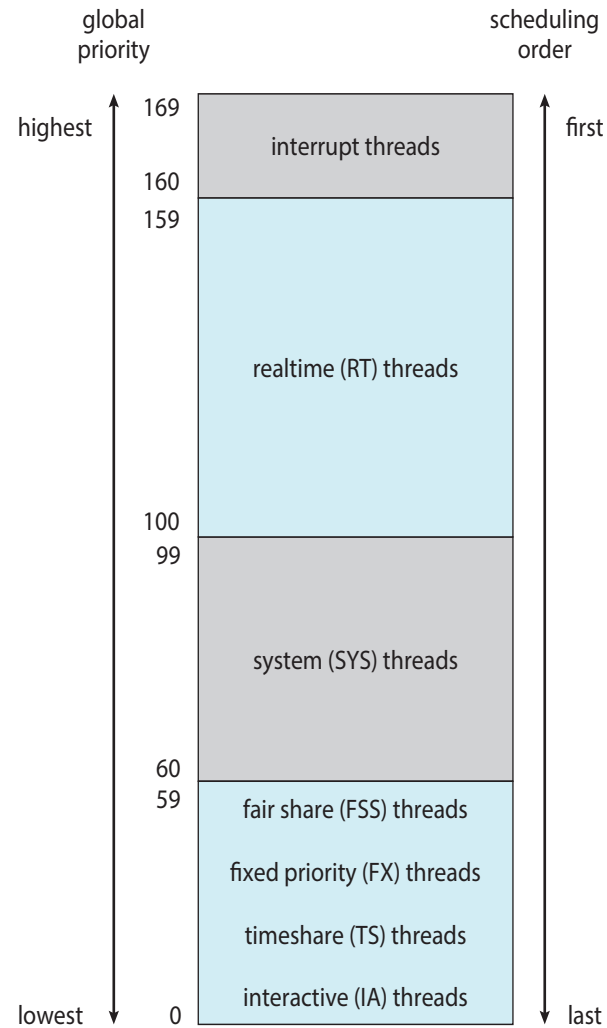 global
priority
scheduling
order
highest
169
first
interrupt threads
160
159
realtime (RT) threads
100
99
system (SYS) threads
60
59
fair share (FSS) threads
fixed priority (FX) threads
timeshare (TS) threads
interactive (IA) threads
lowest
0
last